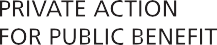 PRIVATE ACTION
FOR PUBLIC BENEFIT